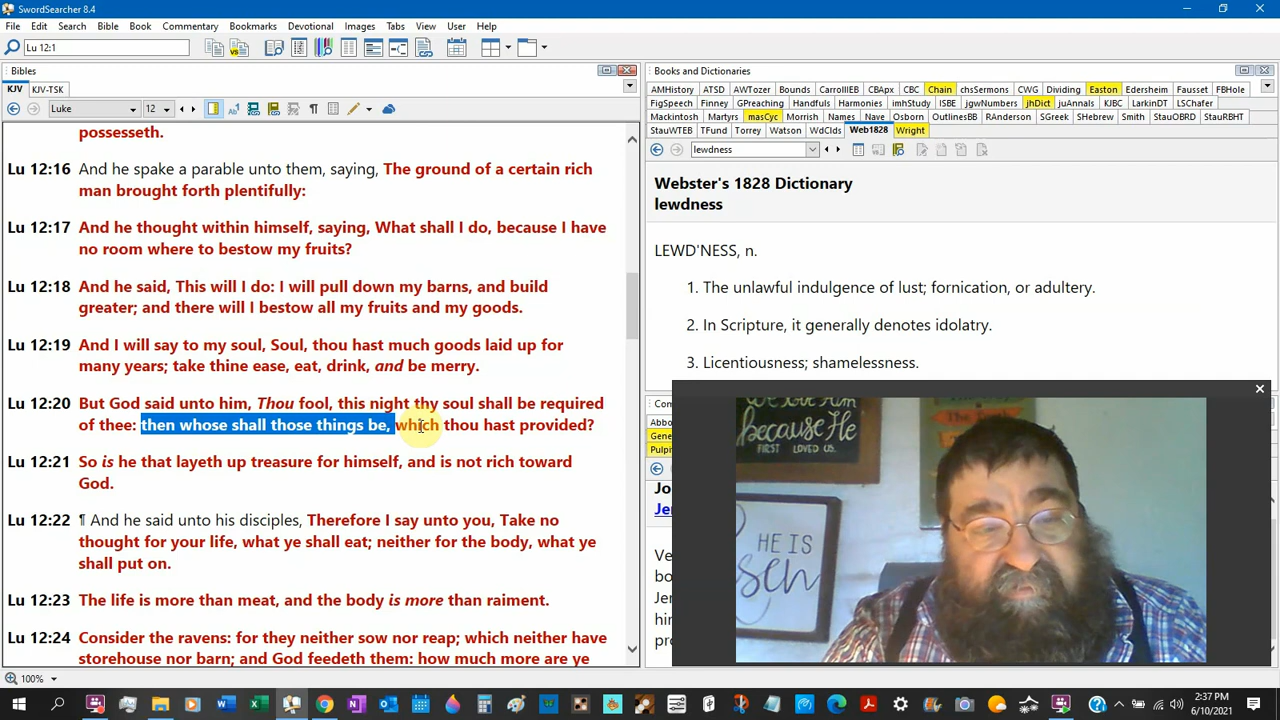 SwordSearcher 8.4
File Edit Search Bible Book Commentary Bookmarks Devotional Images Tabs View User Help
Lu 12:1
Bibles
KJV KJV-TSK
Luke 12
possesseth.
Lu 12:16 And he spake a parable unto them, saying, The ground of a certain rich
man brought forth plentifully:
Lu 12:17 And he thought within himself, saying, What shall I do, because I have
no room where to bestow my fruits?
Lu 12:18 And he said, This will I do: I will pull down my barns, and build
greater; and there will I bestow all my fruits and my goods.
Lu 12:19 And I will say to my soul, Soul, thou hast much goods laid up for
many years; take thine ease, eat, drink, and be merry.
Lu 12:20 But God said unto him, Thou fool, this night thy soul shall be required
of thee: then whose shall those things be, which thou hast provided?
Lu 12:21 So is he that layeth up treasure for himself, and is not rich toward
God.
Lu 12:22 ¶ And he said unto his disciples, Therefore I say unto you, Take no
thought for your life, what ye shall eat; neither for the body, what ye
shall put on.
Lu 12:23 The life is more than meat, and the body is more than raiment.
Lu 12:24 Consider the ravens: for they neither sow nor reap; which neither have
storehouse nor barn; and God feedeth them: how much more are ye
100%
Books and Dictionaries
AMHistory ATSD AWTozer Bounds CarrollEIB CBApx CBC Chain chsSermons CWG Dividing Easton Edersheim Fausset FBHole
FigSpeech Finney GPreaching Handfuls Harmonies imhStudy ISBE jgwNumbers jhDict juAnnals KJBC LarkinDT LSChafer
Mackintosh Martyrs masCyc Morrish Names Nave Osborn OutlinesBB RAnderson SGreek SHebrew Smith StauOBRD StauRBHT
StauWTEB TFund Torrey Watson WdClds Web1828 Wright
lewdness
Webster's 1828 Dictionary
lewdness
LEWD'NESS, n.
1. The unlawful indulgence of lust; fornication, or adultery.
2. In Scripture, it generally denotes idolatry.
3. Licentiousness; shamelessness.
Con
Abbo
Gene
Pulpi
Jo
Je
Ve
bo
Jer
hin
pro
because He
FIRST LOVED US.
HE IS
2:37 PM
6/10/2021